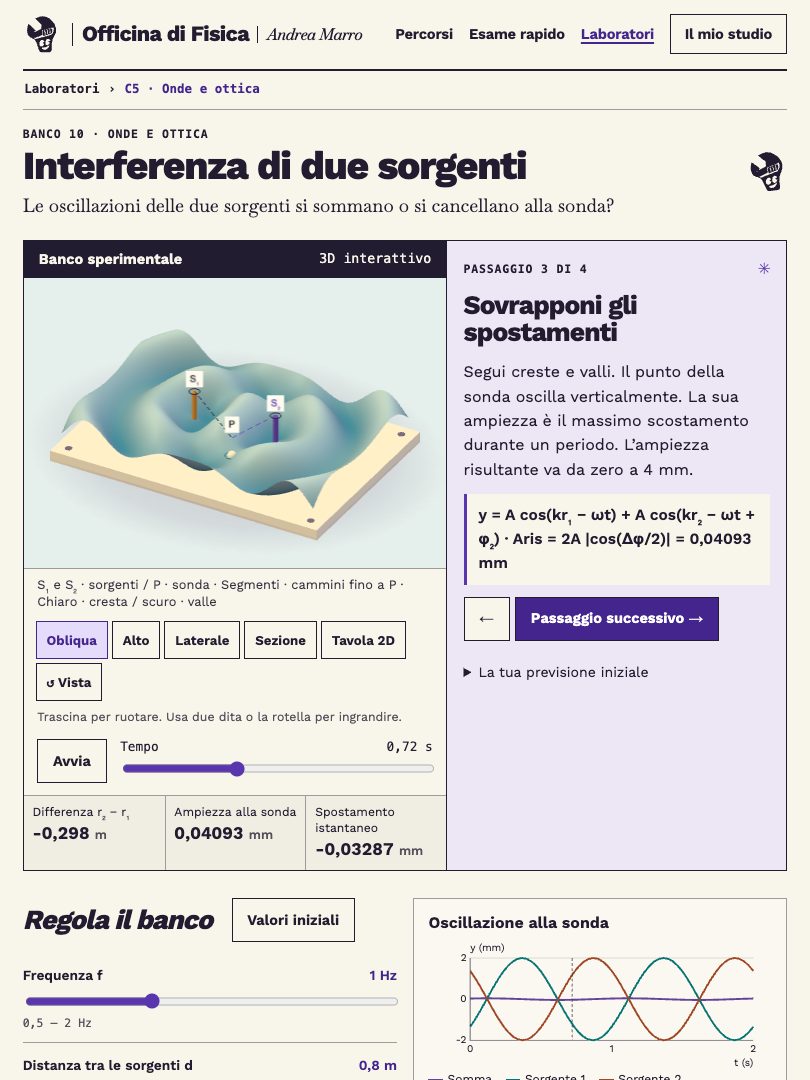 Officina di Fisica
Andrea Marro
Percorsi
Esame rapido
Laboratori
Il mio studio
Laboratori › C5 · Onde e ottica
BANCO 10 · ONDE E OTTICA
Interferenza di due sorgenti
Le oscillazioni delle due sorgenti si sommano o si cancellano alla sonda?
Banco sperimentale
3D interattivo
S₁
S₂
P
S₁ e S₂ · sorgenti / P · sonda · Segmenti · cammini fino a P ·
Chiaro · cresta / scuro · valle
Obliqua
Alto
Laterale
Sezione
Tavola 2D
↺ Vista
Trascina per ruotare. Usa due dita o la rotella per ingrandire.
Avvia
Tempo
0,72 s
Differenza r₂ − r₁
-0,298 m
Ampiezza alla sonda
0,04093 mm
Spostamento
istantaneo
-0,03287 mm
PASSAGGIO 3 DI 4
Sovrapponi gli
spostamenti
Segui creste e valli. Il punto della
sonda oscilla verticalmente. La sua
ampiezza è il massimo scostamento
durante un periodo. L’ampiezza
risultante va da zero a 4 mm.
y = A cos(kr₁ − ωt) + A cos(kr₂ − ωt +
φ₂) · Aris = 2A |cos(Δφ/2)| = 0,04093
mm
←
Passaggio successivo →
▶ La tua previsione iniziale
Regola il banco
Valori iniziali
Frequenza f
1 Hz
0,5 — 2 Hz
Distanza tra le sorgenti d
0,8 m
Oscillazione alla sonda
y (mm)
2
0
-2
0
1
2
t (s)
Somma
Sorgente 1
Sorgente 2